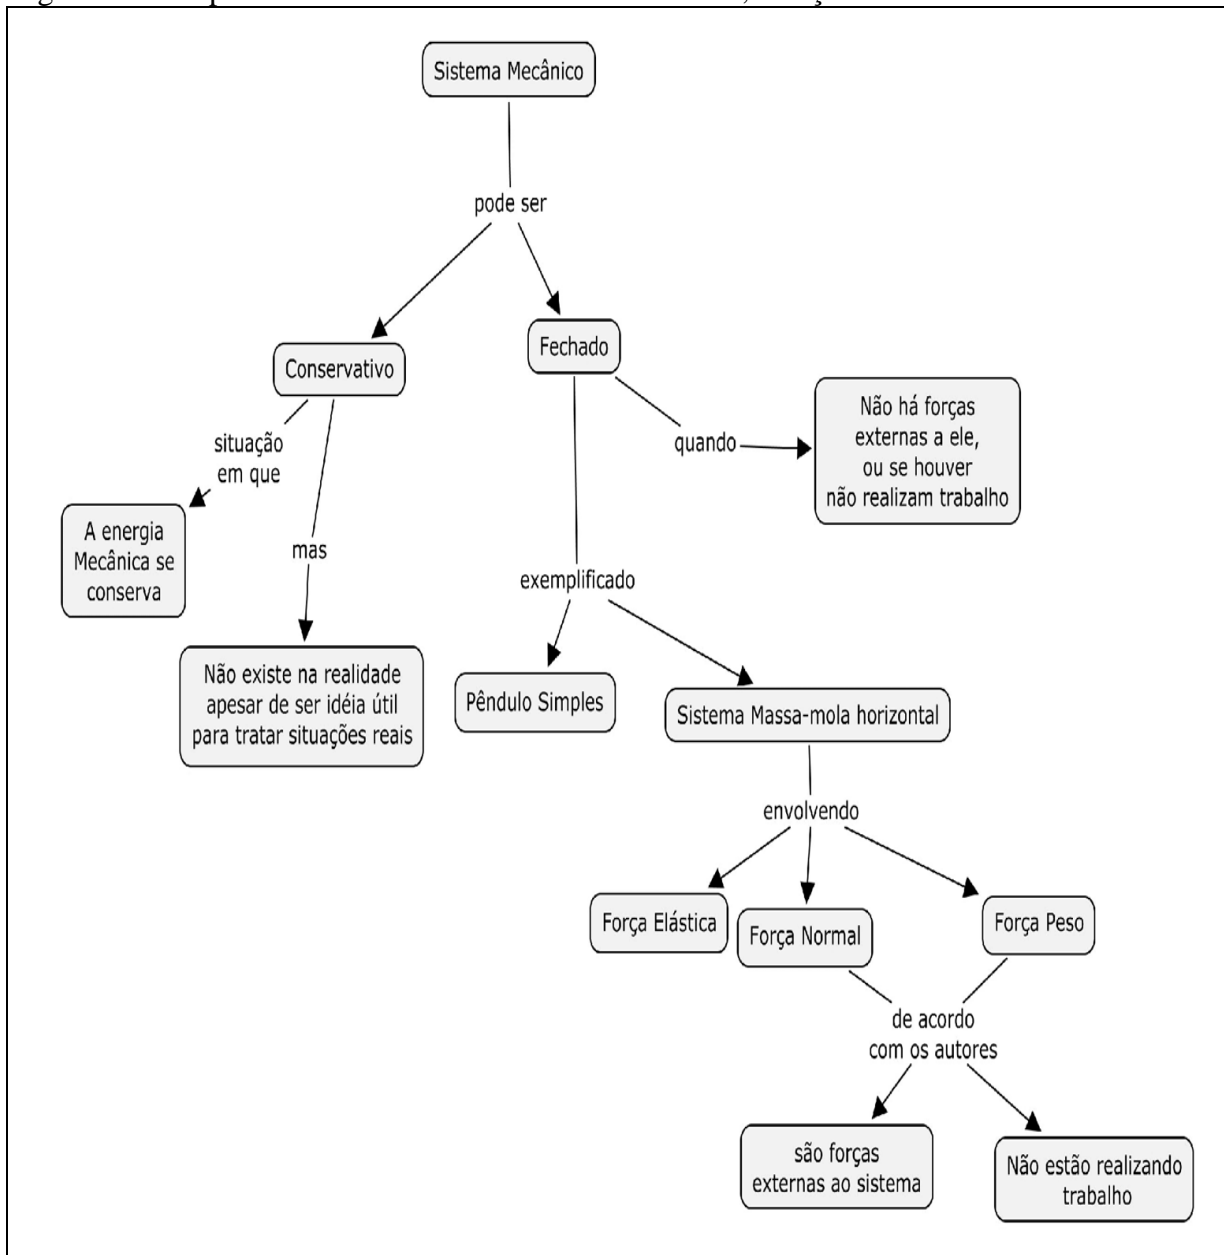 Sistema Mecânico
pode ser
Conservativo
Fechado
situação
em que
quando
Não há forças
externas a ele,
ou se houver
não realizam trabalho
A energia
Mecânica se
conserva
mas
exemplificado
Não existe na realidade
apesar de ser idéia útil
para tratar situações reais
Pêndulo Simples
Sistema Massa-mola horizontal
envolvendo
Força Elástica
Força Normal
Força Peso
de acordo
com os autores
são forças
externas ao sistema
Não estão realizando
trabalho